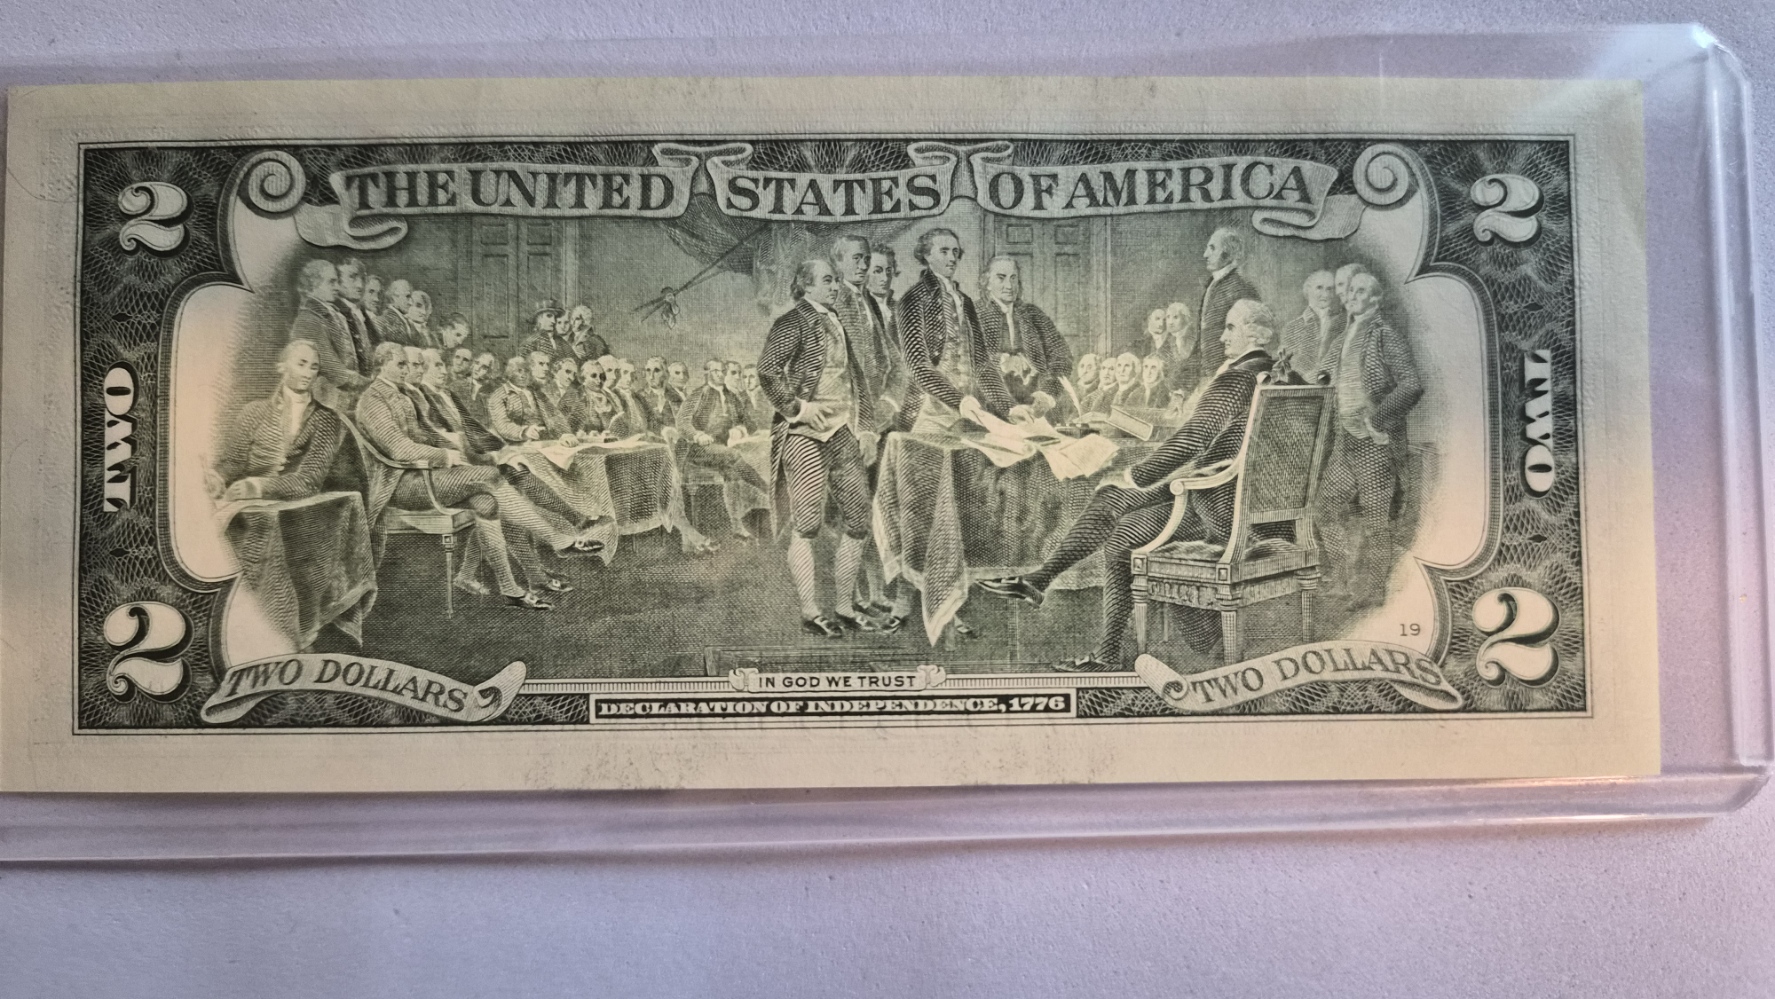 2 THE UNITED STATES OF AMERICA 2
TWO TWO
19
2 TWO DOLLARS TWO DOLLARS 2
IN GOD WE TRUST
DECLARATION OF INDEPENDENCE, 1776